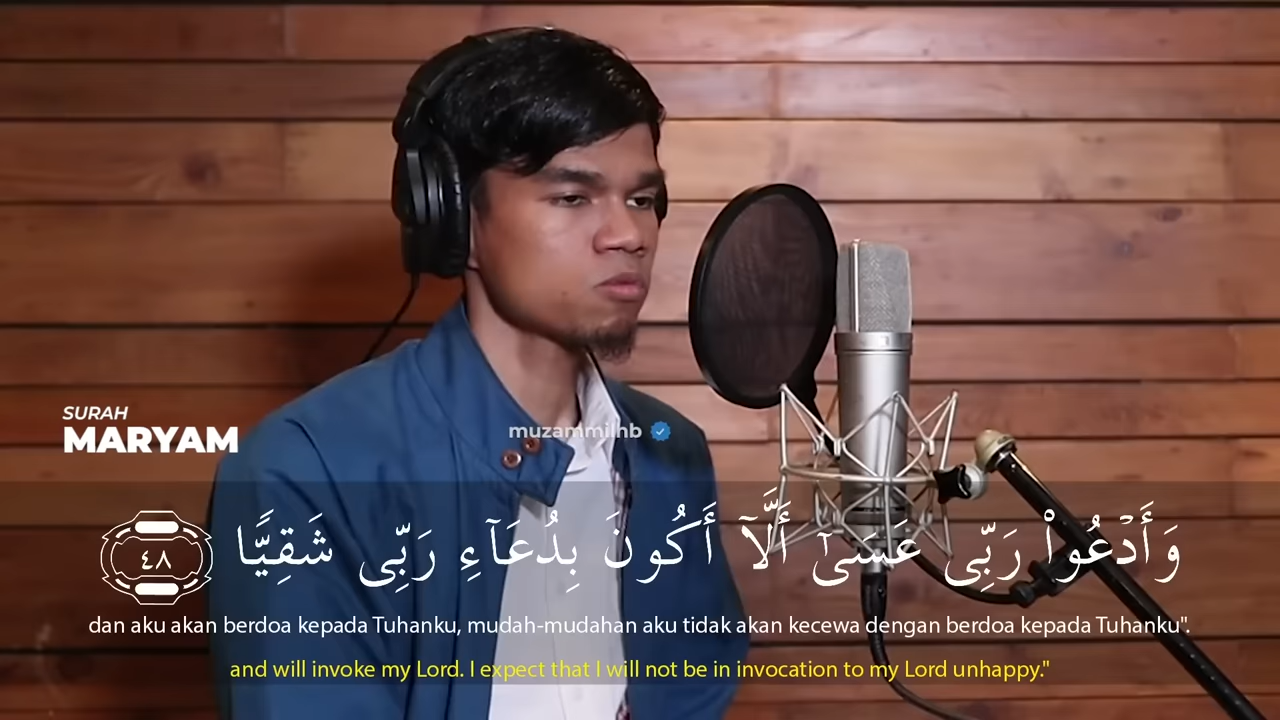 SURAH
MARYAM
muzammilhb
وَأَدْعُوا۟ رَبِّى عَسَىٰٓ أَلَّآ أَكُونَ بِدُعَآءِ رَبِّى شَقِيًّا ٤٨
dan aku akan berdoa kepada Tuhanku, mudah-mudahan aku tidak akan kecewa dengan berdoa kepada Tuhanku".
and will invoke my Lord. I expect that I will not be in invocation to my Lord unhappy."